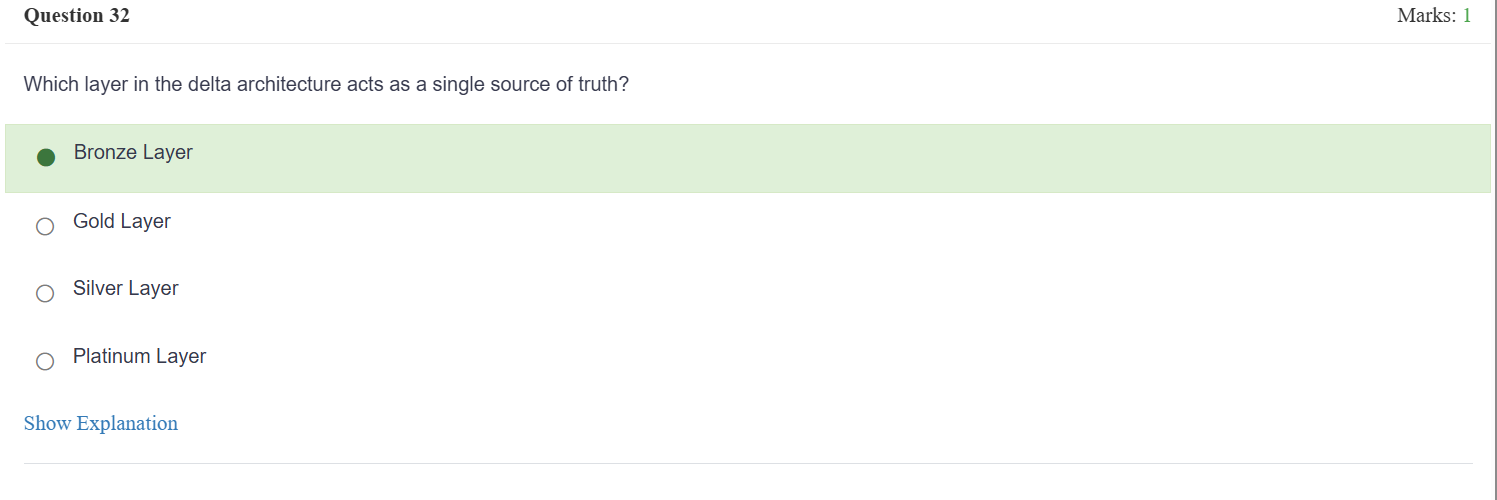 Question 32
Marks: 1
Which layer in the delta architecture acts as a single source of truth?
Bronze Layer
Gold Layer
Silver Layer
Platinum Layer
Show Explanation